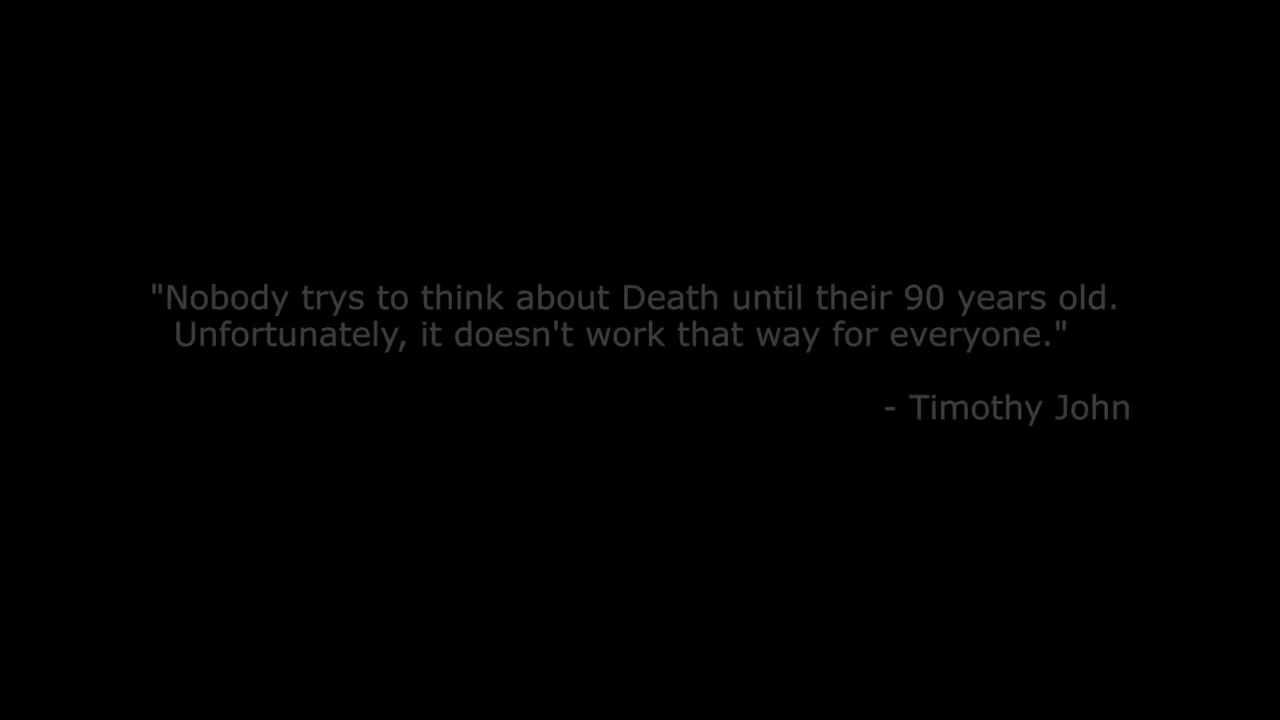 "Nobody trys to think about Death until their 90 years old.
Unfortunately, it doesn't work that way for everyone."
- Timothy John